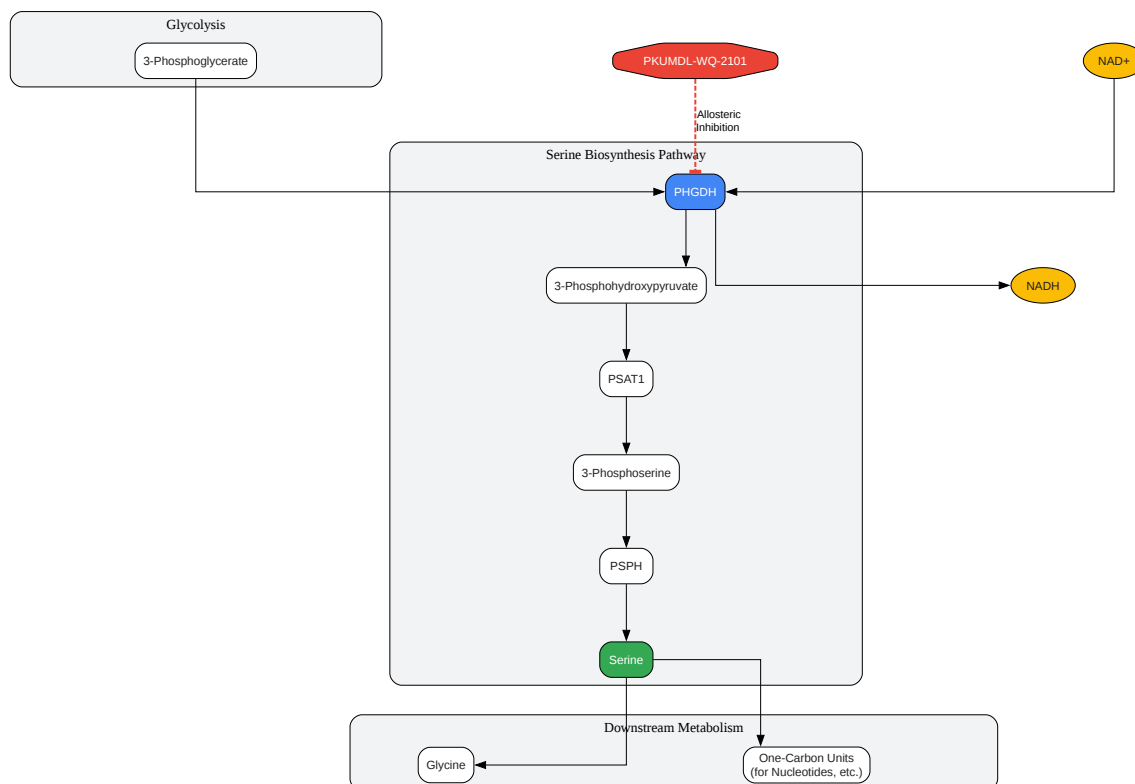 Glycolysis
3-Phosphoglycerate
PKUMDL-WQ-2101
NAD+
Allosteric
Inhibition
Serine Biosynthesis Pathway
PHGDH
3-Phosphohydroxypyruvate
NADH
PSAT1
3-Phosphoserine
PSPH
Serine
Downstream Metabolism
Glycine
One-Carbon Units
(for Nucleotides, etc.)